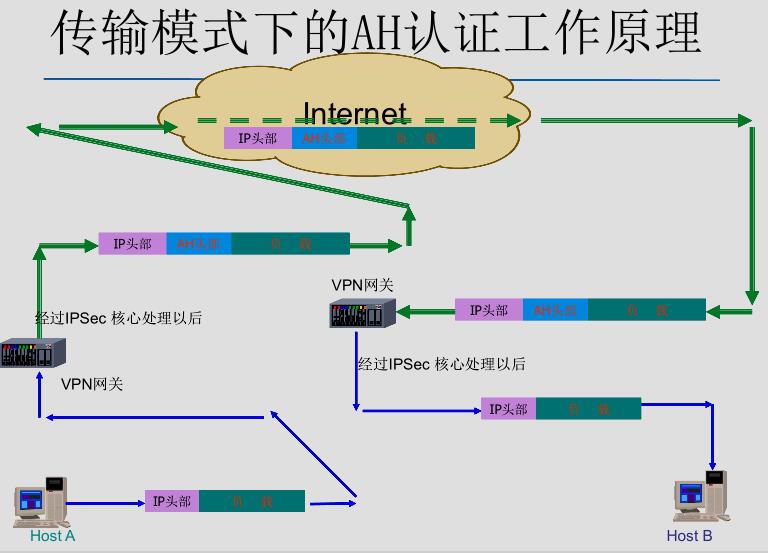 传输模式下的AH认证工作原理
Internet
IP头部 AH头部 负 载
IP头部 AH头部 负 载
VPN网关
IP头部 AH头部 负 载
经过IPSec 核心处理以后
经过IPSec 核心处理以后
VPN网关
IP头部 负 载
IP头部 负 载
Host A
Host B